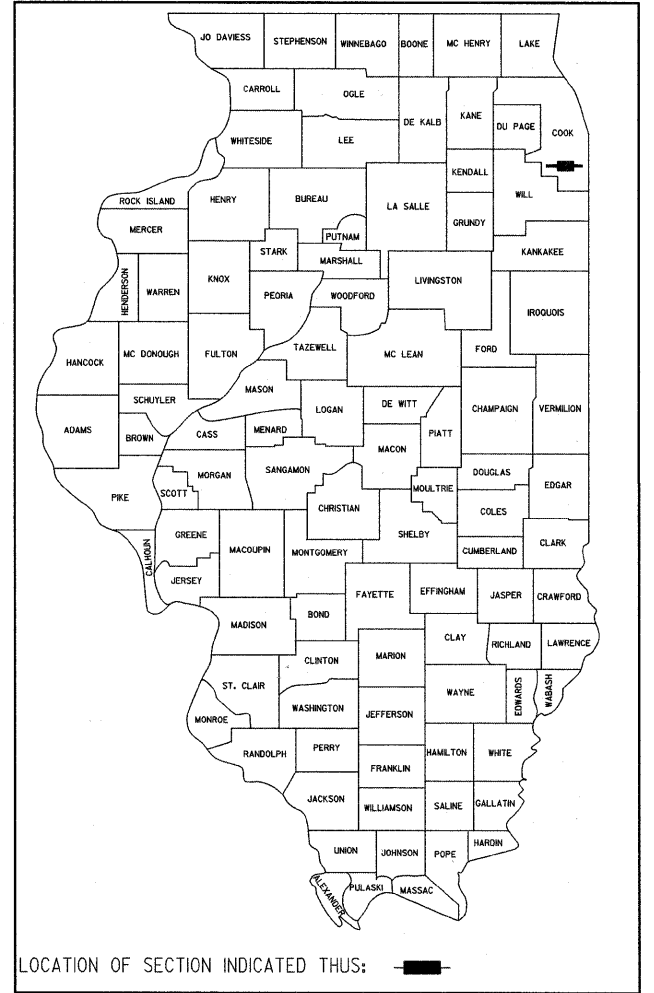 JO DAVIESS STEPHENSON WINNEBAGO BOONE MC HENRY LAKE
CARROLL OGLE DE KALB KANE DU PAGE COOK
WHITESIDE LEE KENDALL WILL
ROCK ISLAND HENRY BUREAU LA SALLE GRUNDY
MERCER PUTNAM KANKAKEE
HENDERSON WARREN KNOX STARK MARSHALL LIVINGSTON
PEORIA WOODFORD IROQUOIS
HANCOCK MC DONOUGH FULTON TAZEWELL MC LEAN FORD
SCHUYLER MASON LOGAN DE WITT CHAMPAIGN VERMILION
ADAMS BROWN CASS MENARD MACON PIATT
PIKE SCOTT MORGAN SANGAMON CHRISTIAN MOULTRIE DOUGLAS EDGAR
COLES
CALHOUN GREENE MACOUPIN MONTGOMERY SHELBY CUMBERLAND CLARK
JERSEY FAYETTE EFFINGHAM JASPER CRAWFORD
MADISON BOND CLAY RICHLAND LAWRENCE
ST. CLAIR CLINTON MARION WAYNE EDWARDS WABASH
MONROE WASHINGTON JEFFERSON
RANDOLPH PERRY HAMILTON WHITE
FRANKLIN
JACKSON WILLIAMSON SALINE GALLATIN
UNION JOHNSON POPE HARDIN
ALEXANDER PULASKI MASSAC
LOCATION OF SECTION INDICATED THUS: